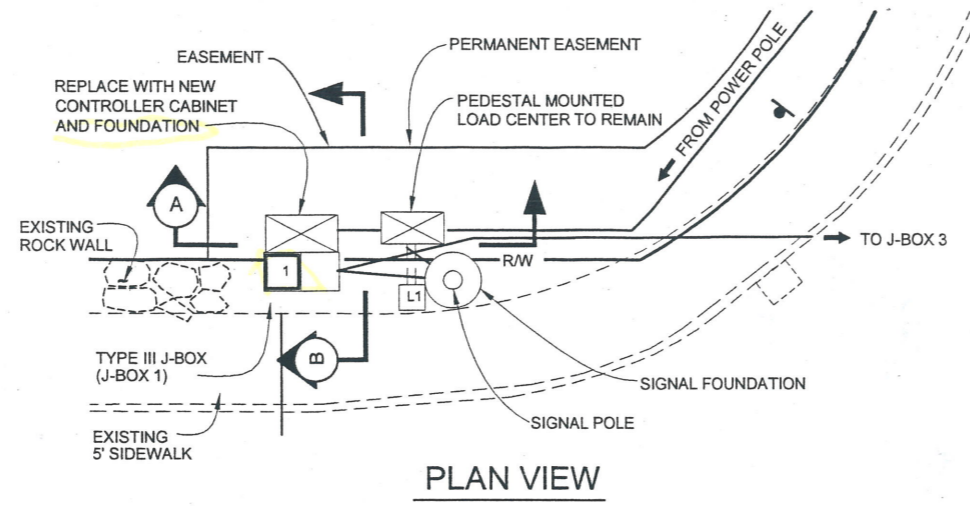 EASEMENT
PERMANENT EASEMENT
REPLACE WITH NEW
CONTROLLER CABINET
AND FOUNDATION
PEDESTAL MOUNTED
LOAD CENTER TO REMAIN
FROM POWER POLE
A
EXISTING
ROCK WALL
TO J-BOX 3
R/W
1
L1
TYPE III J-BOX
(J-BOX 1)
B
SIGNAL FOUNDATION
SIGNAL POLE
EXISTING
5' SIDEWALK
PLAN VIEW